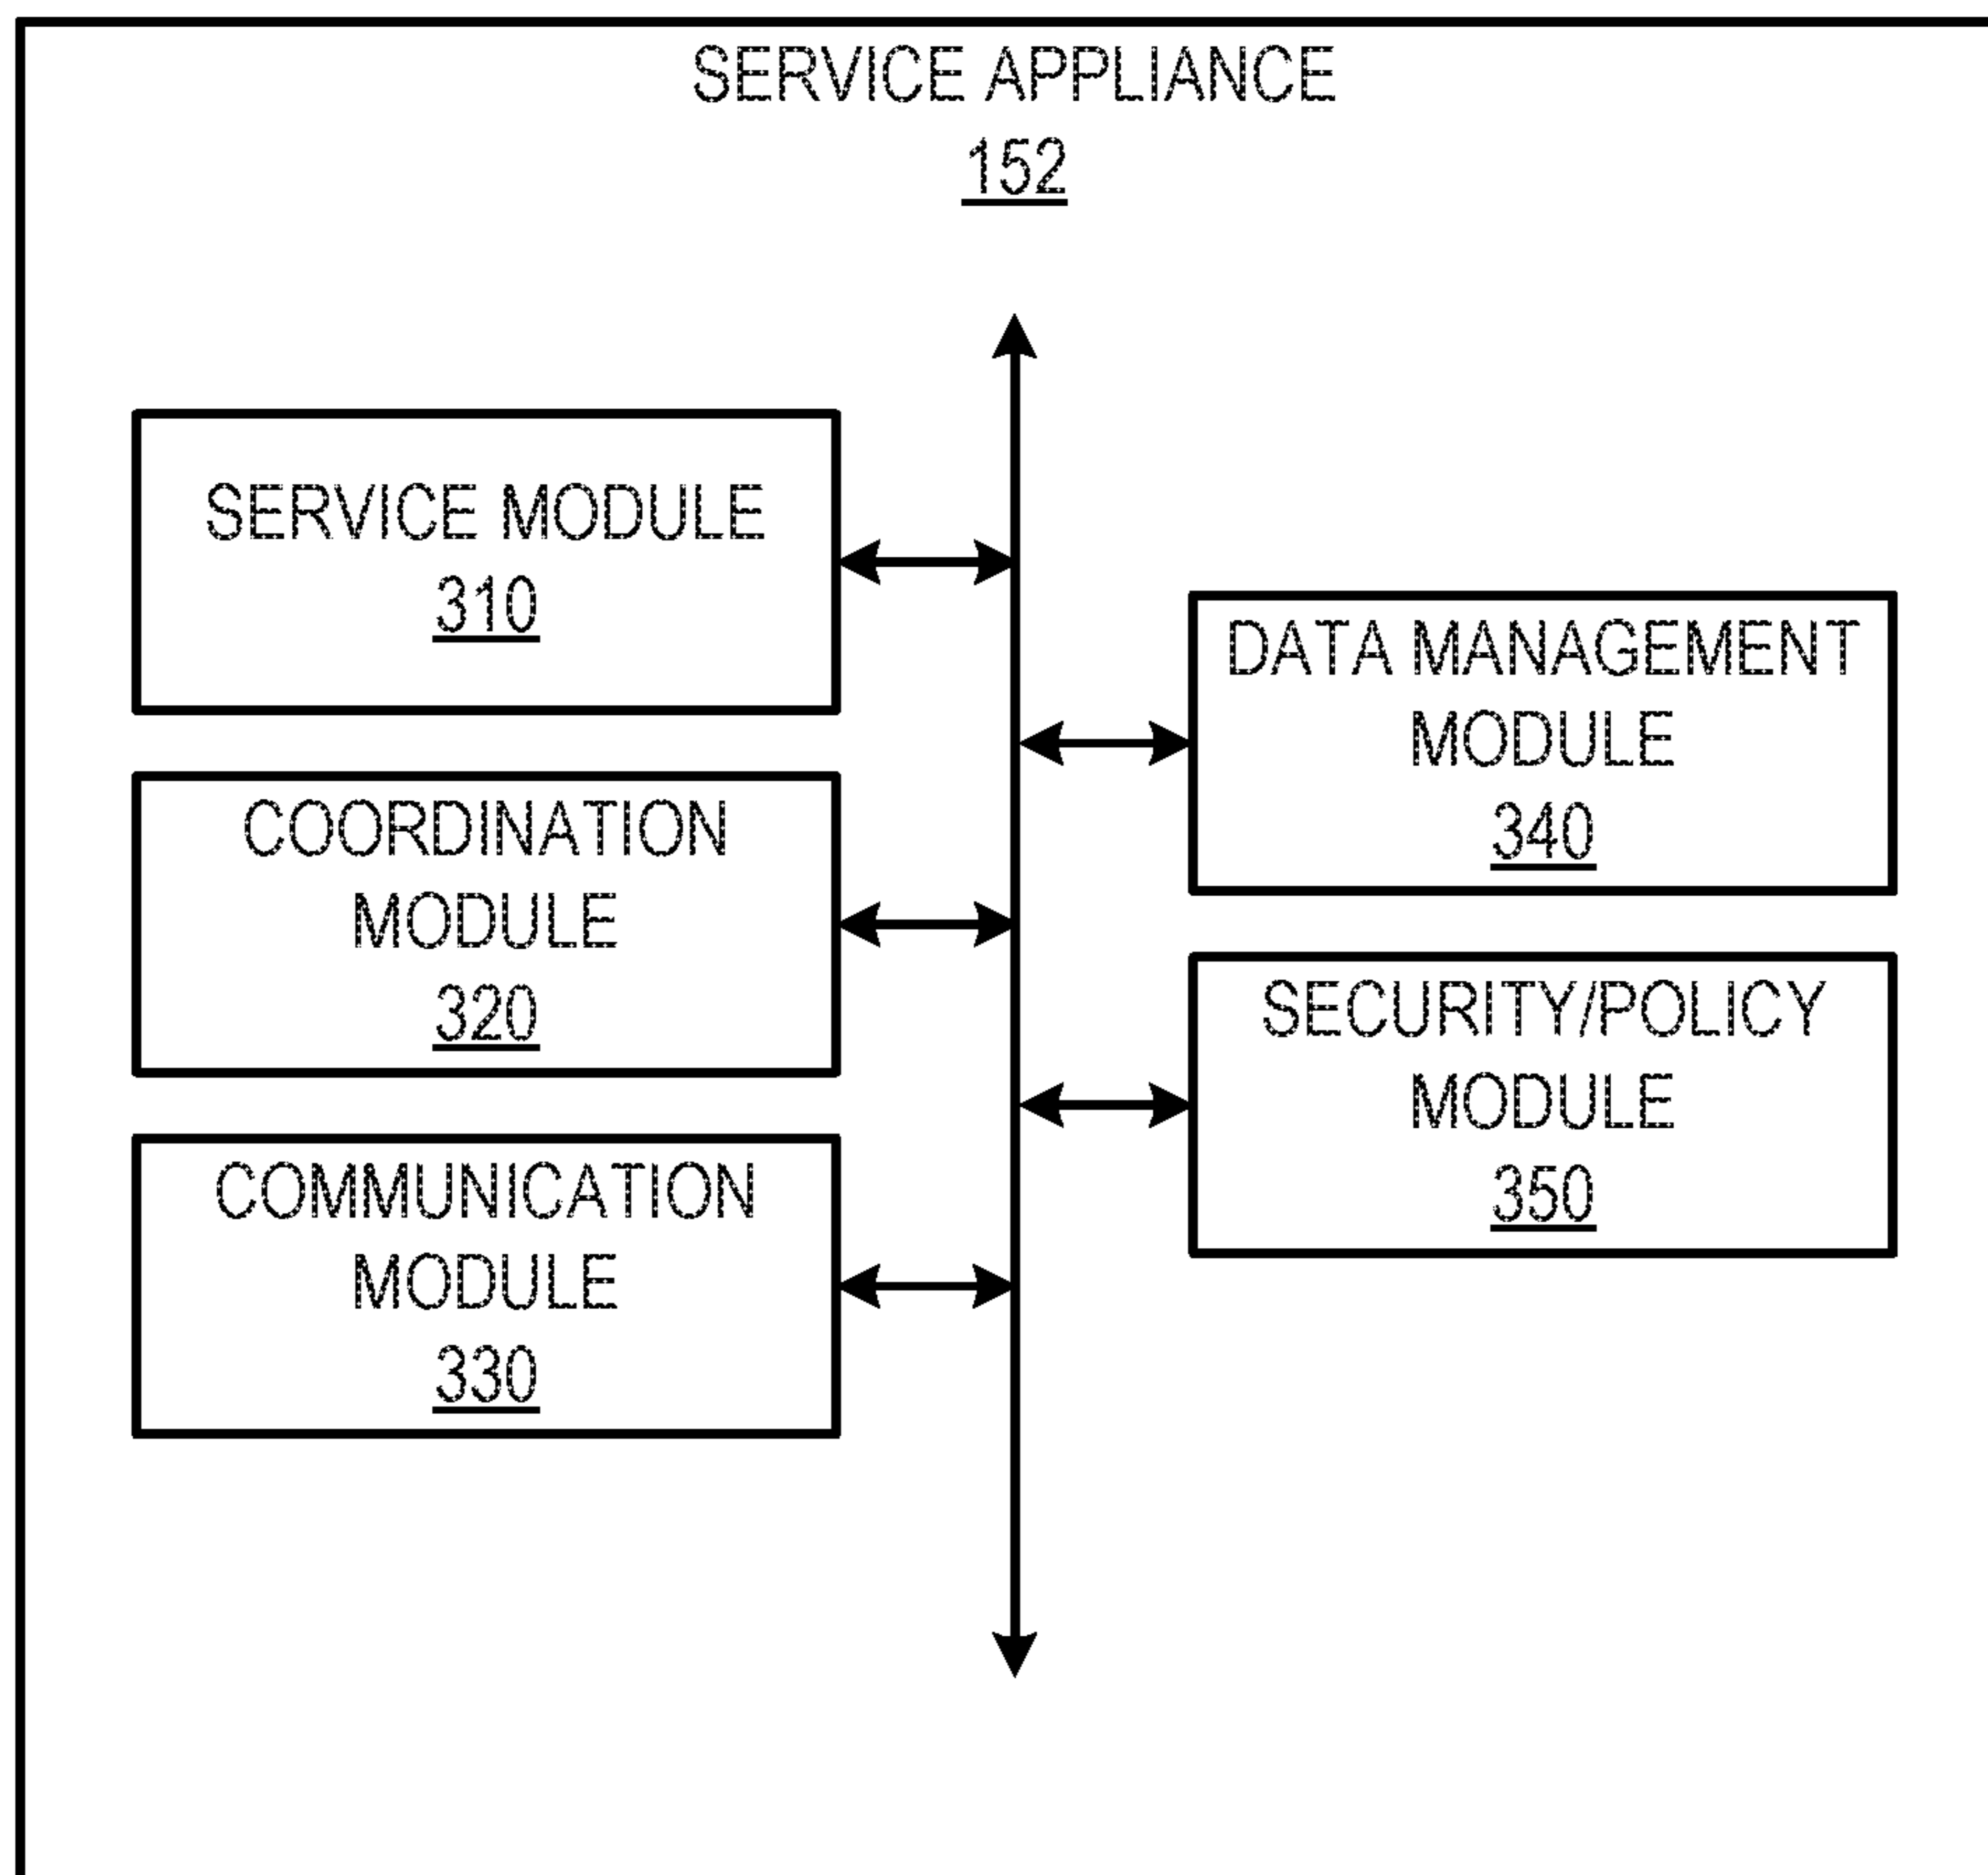 SERVICE APPLIANCE
152
SERVICE MODULE
310
COORDINATION
MODULE
320
COMMUNICATION
MODULE
330
DATA MANAGEMENT
MODULE
340
SECURITY/POLICY
MODULE
350